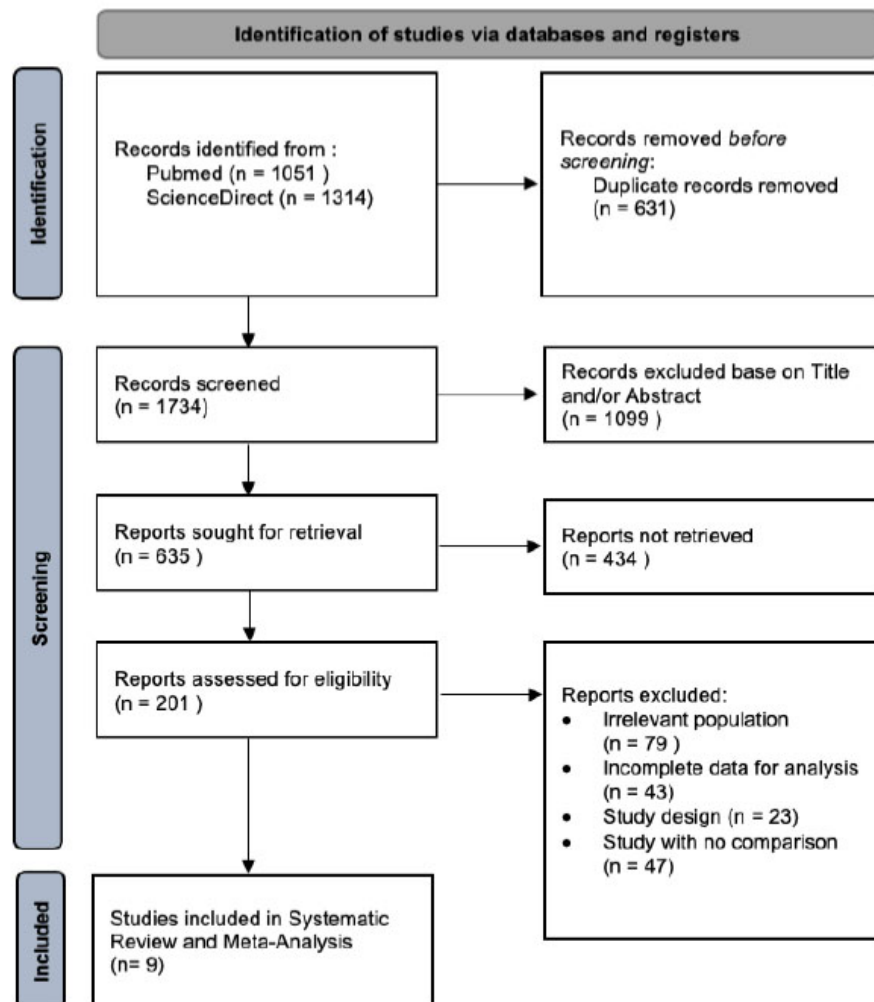 Identification of studies via databases and registers
Identification
Records identified from :
Pubmed (n = 1051 )
ScienceDirect (n = 1314)
Records removed before
screening:
Duplicate records removed
(n = 631)
Screening
Records screened
(n = 1734)
Records excluded base on Title
and/or Abstract
(n = 1099 )
Reports sought for retrieval
(n = 635 )
Reports not retrieved
(n = 434 )
Reports assessed for eligibility
(n = 201 )
Reports excluded:
• Irrelevant population
(n = 79 )
• Incomplete data for analysis
(n = 43)
• Study design (n = 23)
• Study with no comparison
(n = 47)
Included
Studies included in Systematic
Review and Meta-Analysis
(n= 9)